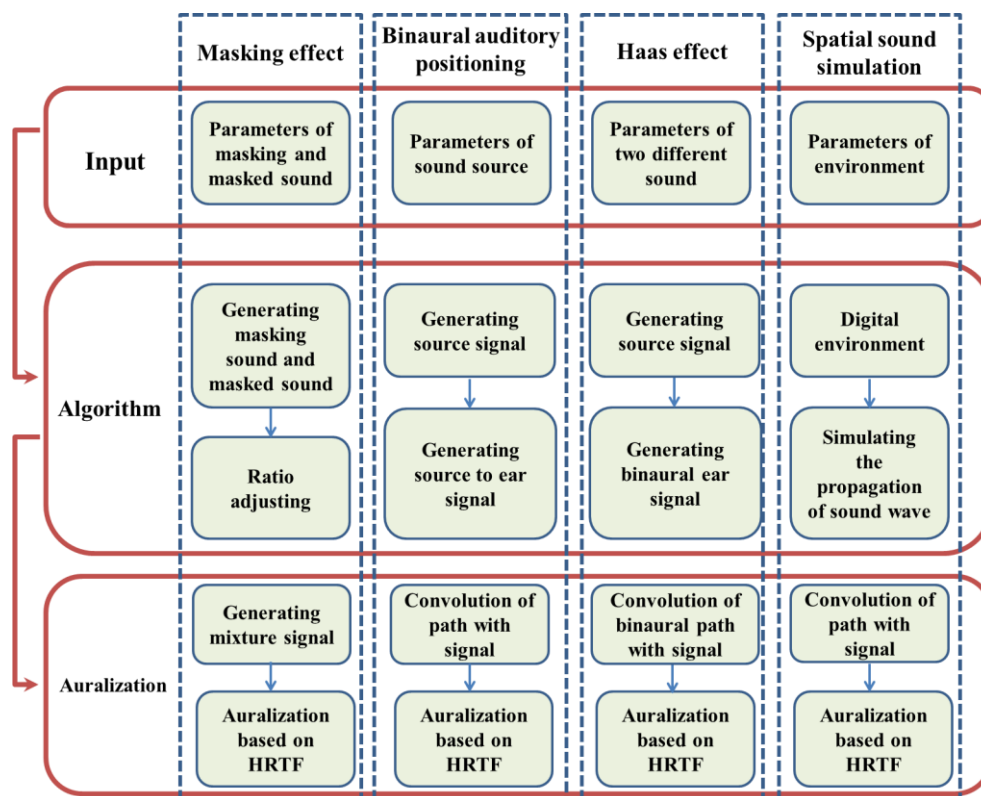 Masking effect
Binaural auditory
positioning
Haas effect
Spatial sound
simulation
Input
Parameters of
masking and
masked sound
Parameters of
sound source
Parameters of
two different
sound
Parameters of
environment
Algorithm
Generating
masking
sound and
masked sound
Generating
source signal
Generating
source signal
Digital
environment
Ratio
adjusting
Generating
source to ear
signal
Generating
binaural ear
signal
Simulating
the
propagation
of sound wave
Auralization
Generating
mixture signal
Convolution of
path with
signal
Convolution of
binaural path
with signal
Convolution of
path with
signal
Auralization
based on
HRTF
Auralization
based on
HRTF
Auralization
based on
HRTF
Auralization
based on
HRTF